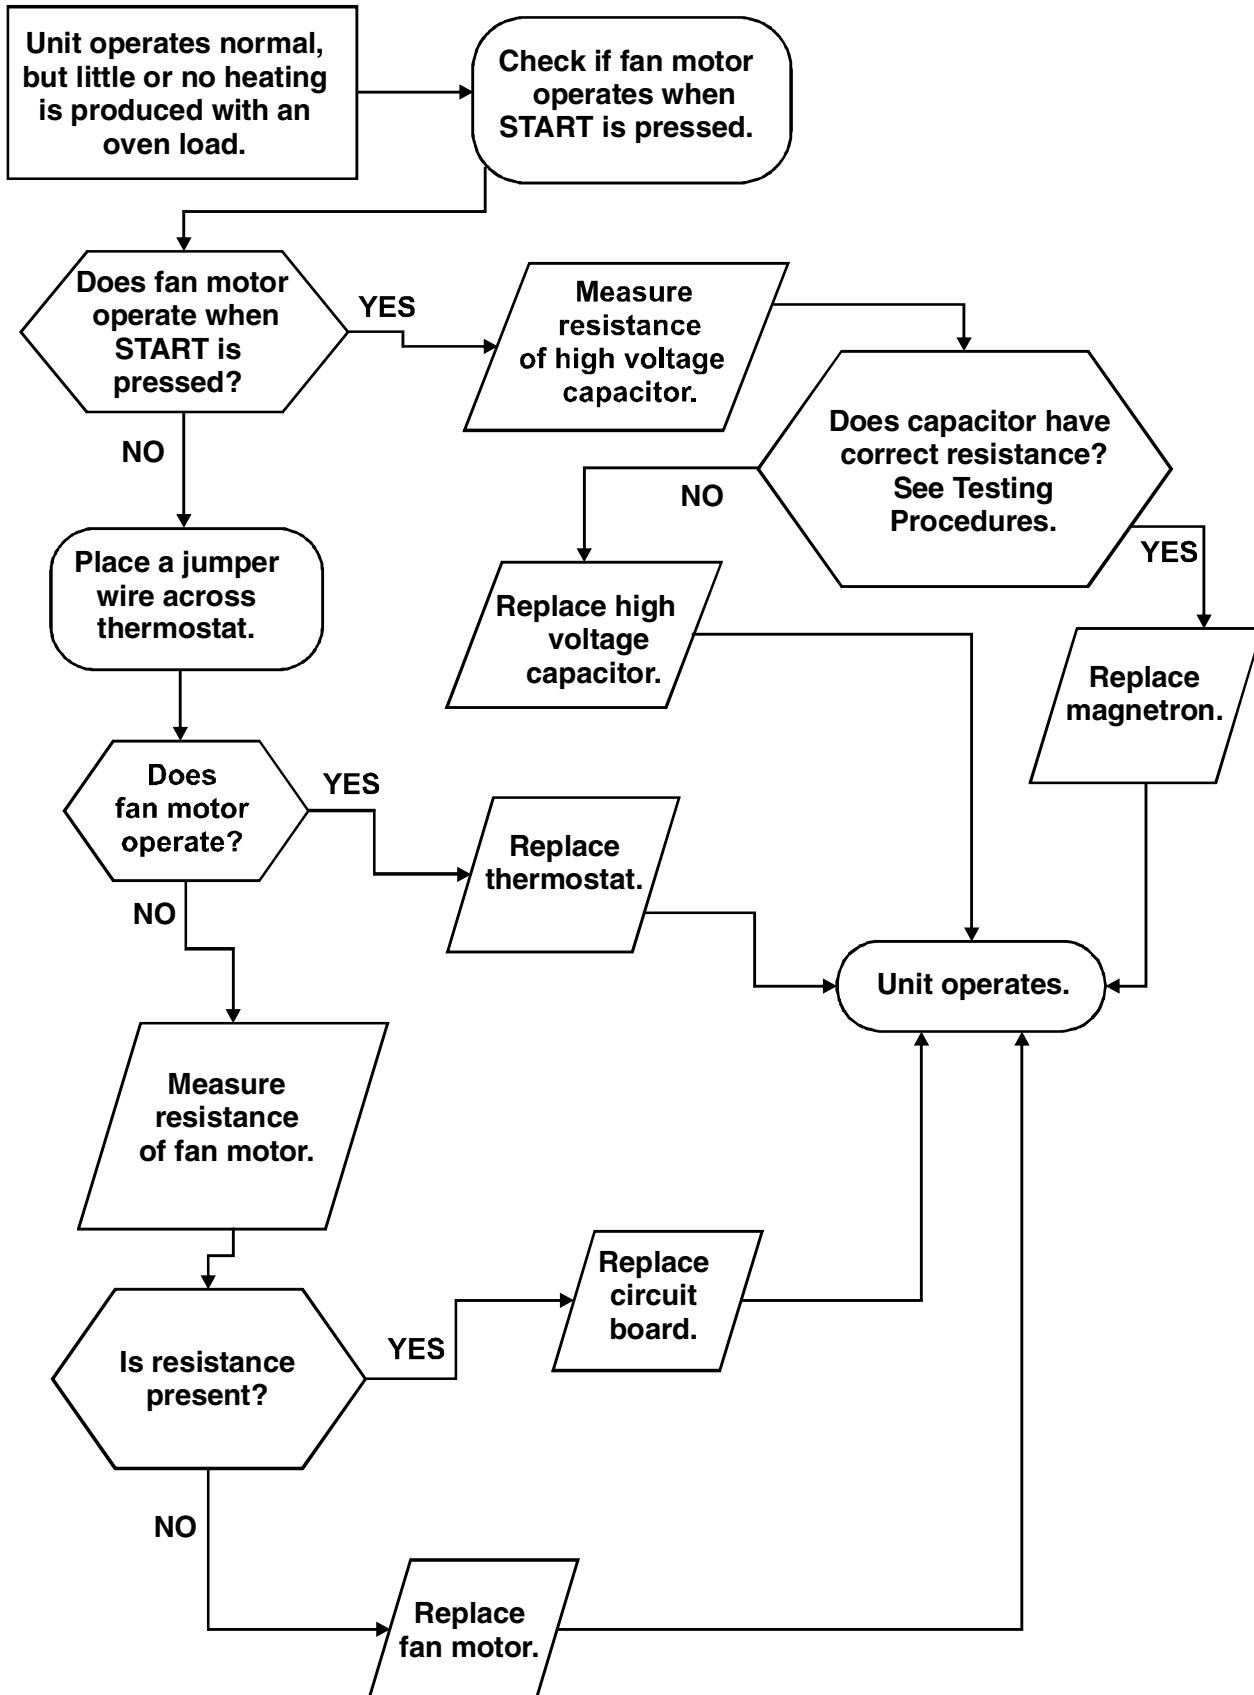 Unit operates normal,
but little or no heating
is produced with an
oven load.
Check if fan motor
operates when
START is pressed.
Does fan motor
operate when
START is
pressed?
YES
Measure
resistance
of high voltage
capacitor.
Does capacitor have
correct resistance?
See Testing
Procedures.
NO
NO
YES
Place a jumper
wire across
thermostat.
Replace high
voltage
capacitor.
Replace
magnetron.
Does
fan motor
operate?
YES
Replace
thermostat.
NO
Unit operates.
Measure
resistance
of fan motor.
Replace
circuit
board.
Is resistance
present?
YES
NO
Replace
fan motor.